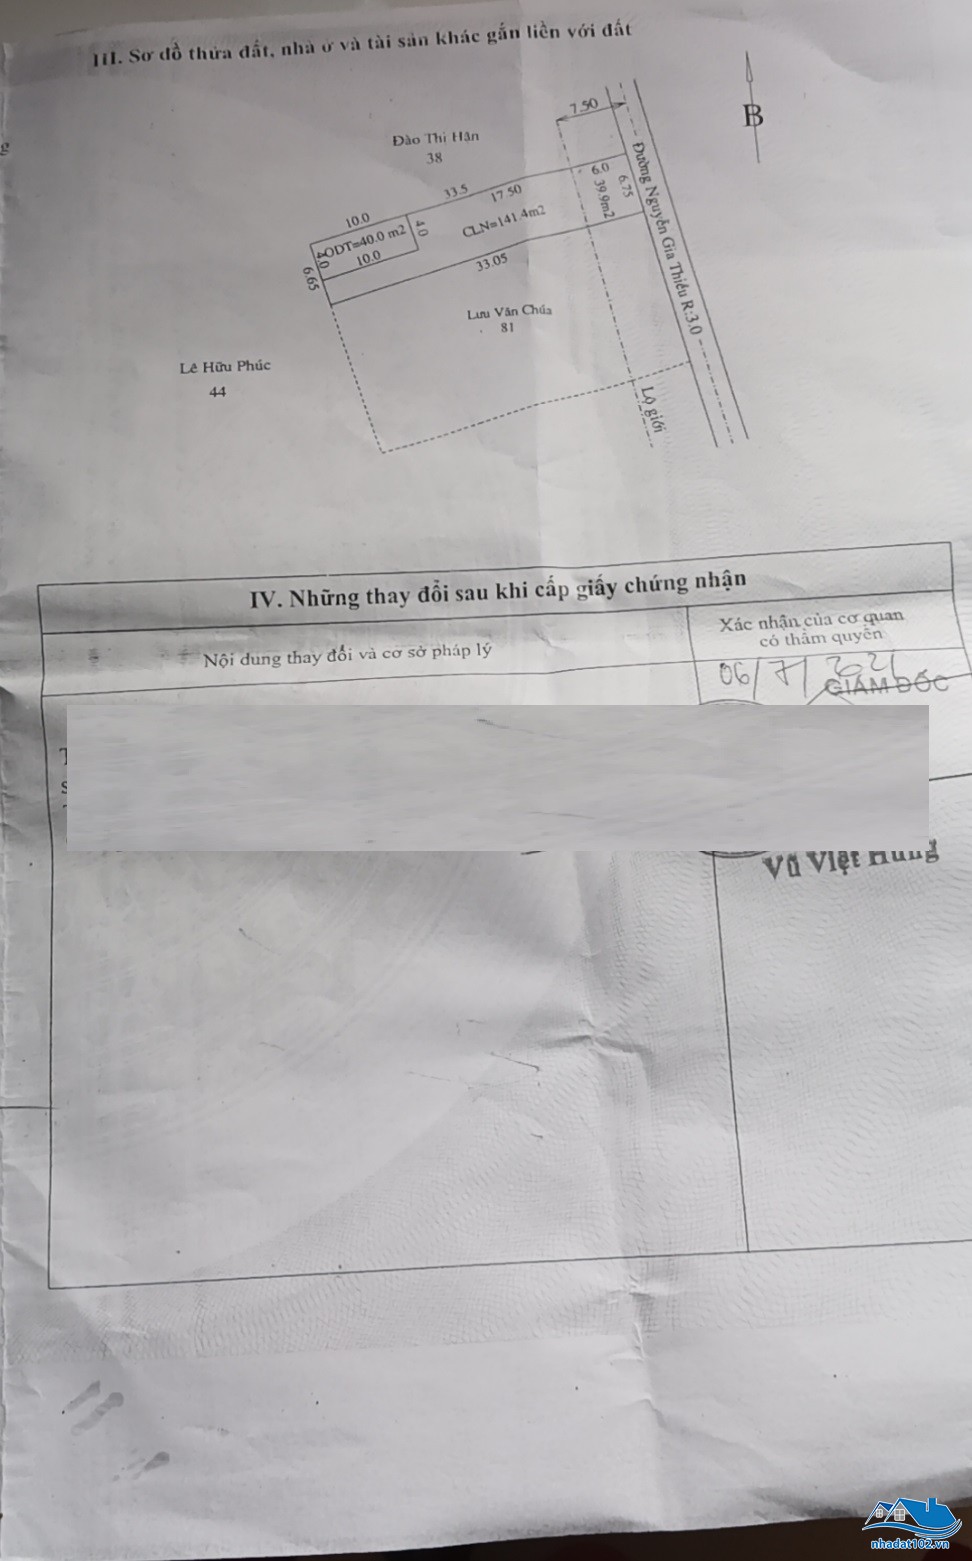 III. Sơ đồ thửa đất, nhà ở và tài sản khác gắn liền với đất
7.50
B
Đào Thị Hận
38
Đường Nguyễn Gia Thiều R:3.0
33.5
17.50
6.0
6.75
39.9m2
10.0
4.0
ODT=40.0 m2
CLN=141.4m2
4.0
10.0
6.65
33.05
Lưu Văn Chúa
81
Lê Hữu Phúc
44
Lộ giới
IV. Những thay đổi sau khi cấp giấy chứng nhận
Nội dung thay đổi và cơ sở pháp lý
Xác nhận của cơ quan
có thẩm quyền
06/7/2021
GIÁM ĐỐC
Vũ Việt Hùng
nhadat102.vn